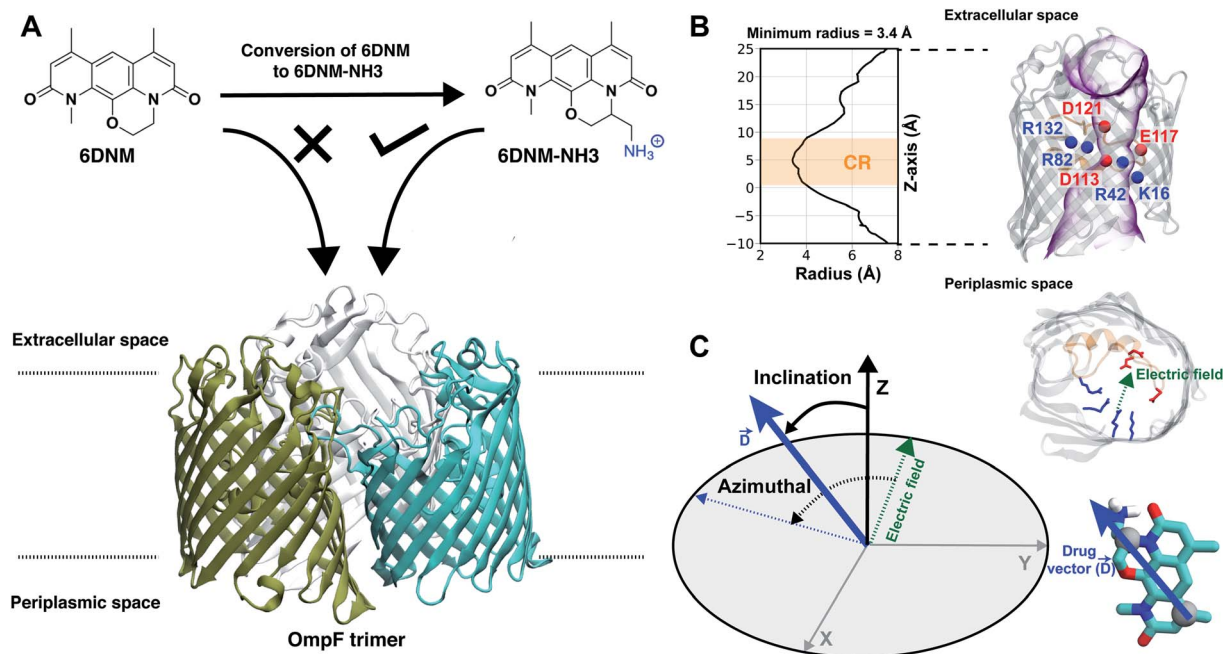 A
Conversion of 6DNM
to 6DNM-NH3
O
N
N
O
O
6DNM
O
N
N
O
O
NH₃⊕
6DNM-NH3
Extracellular space
Periplasmic space
OmpF trimer
B
Minimum radius = 3.4 Å
25
20
15
10
5
0
−5
−10
CR
Z-axis (Å)
2
4
6
8
Radius (Å)
Extracellular space
D121
R132
E117
R82
D113
R42
K16
Periplasmic space
C
Inclination
Z
D
Azimuthal
Electric field
Y
X
Electric field
Drug
vector (D)